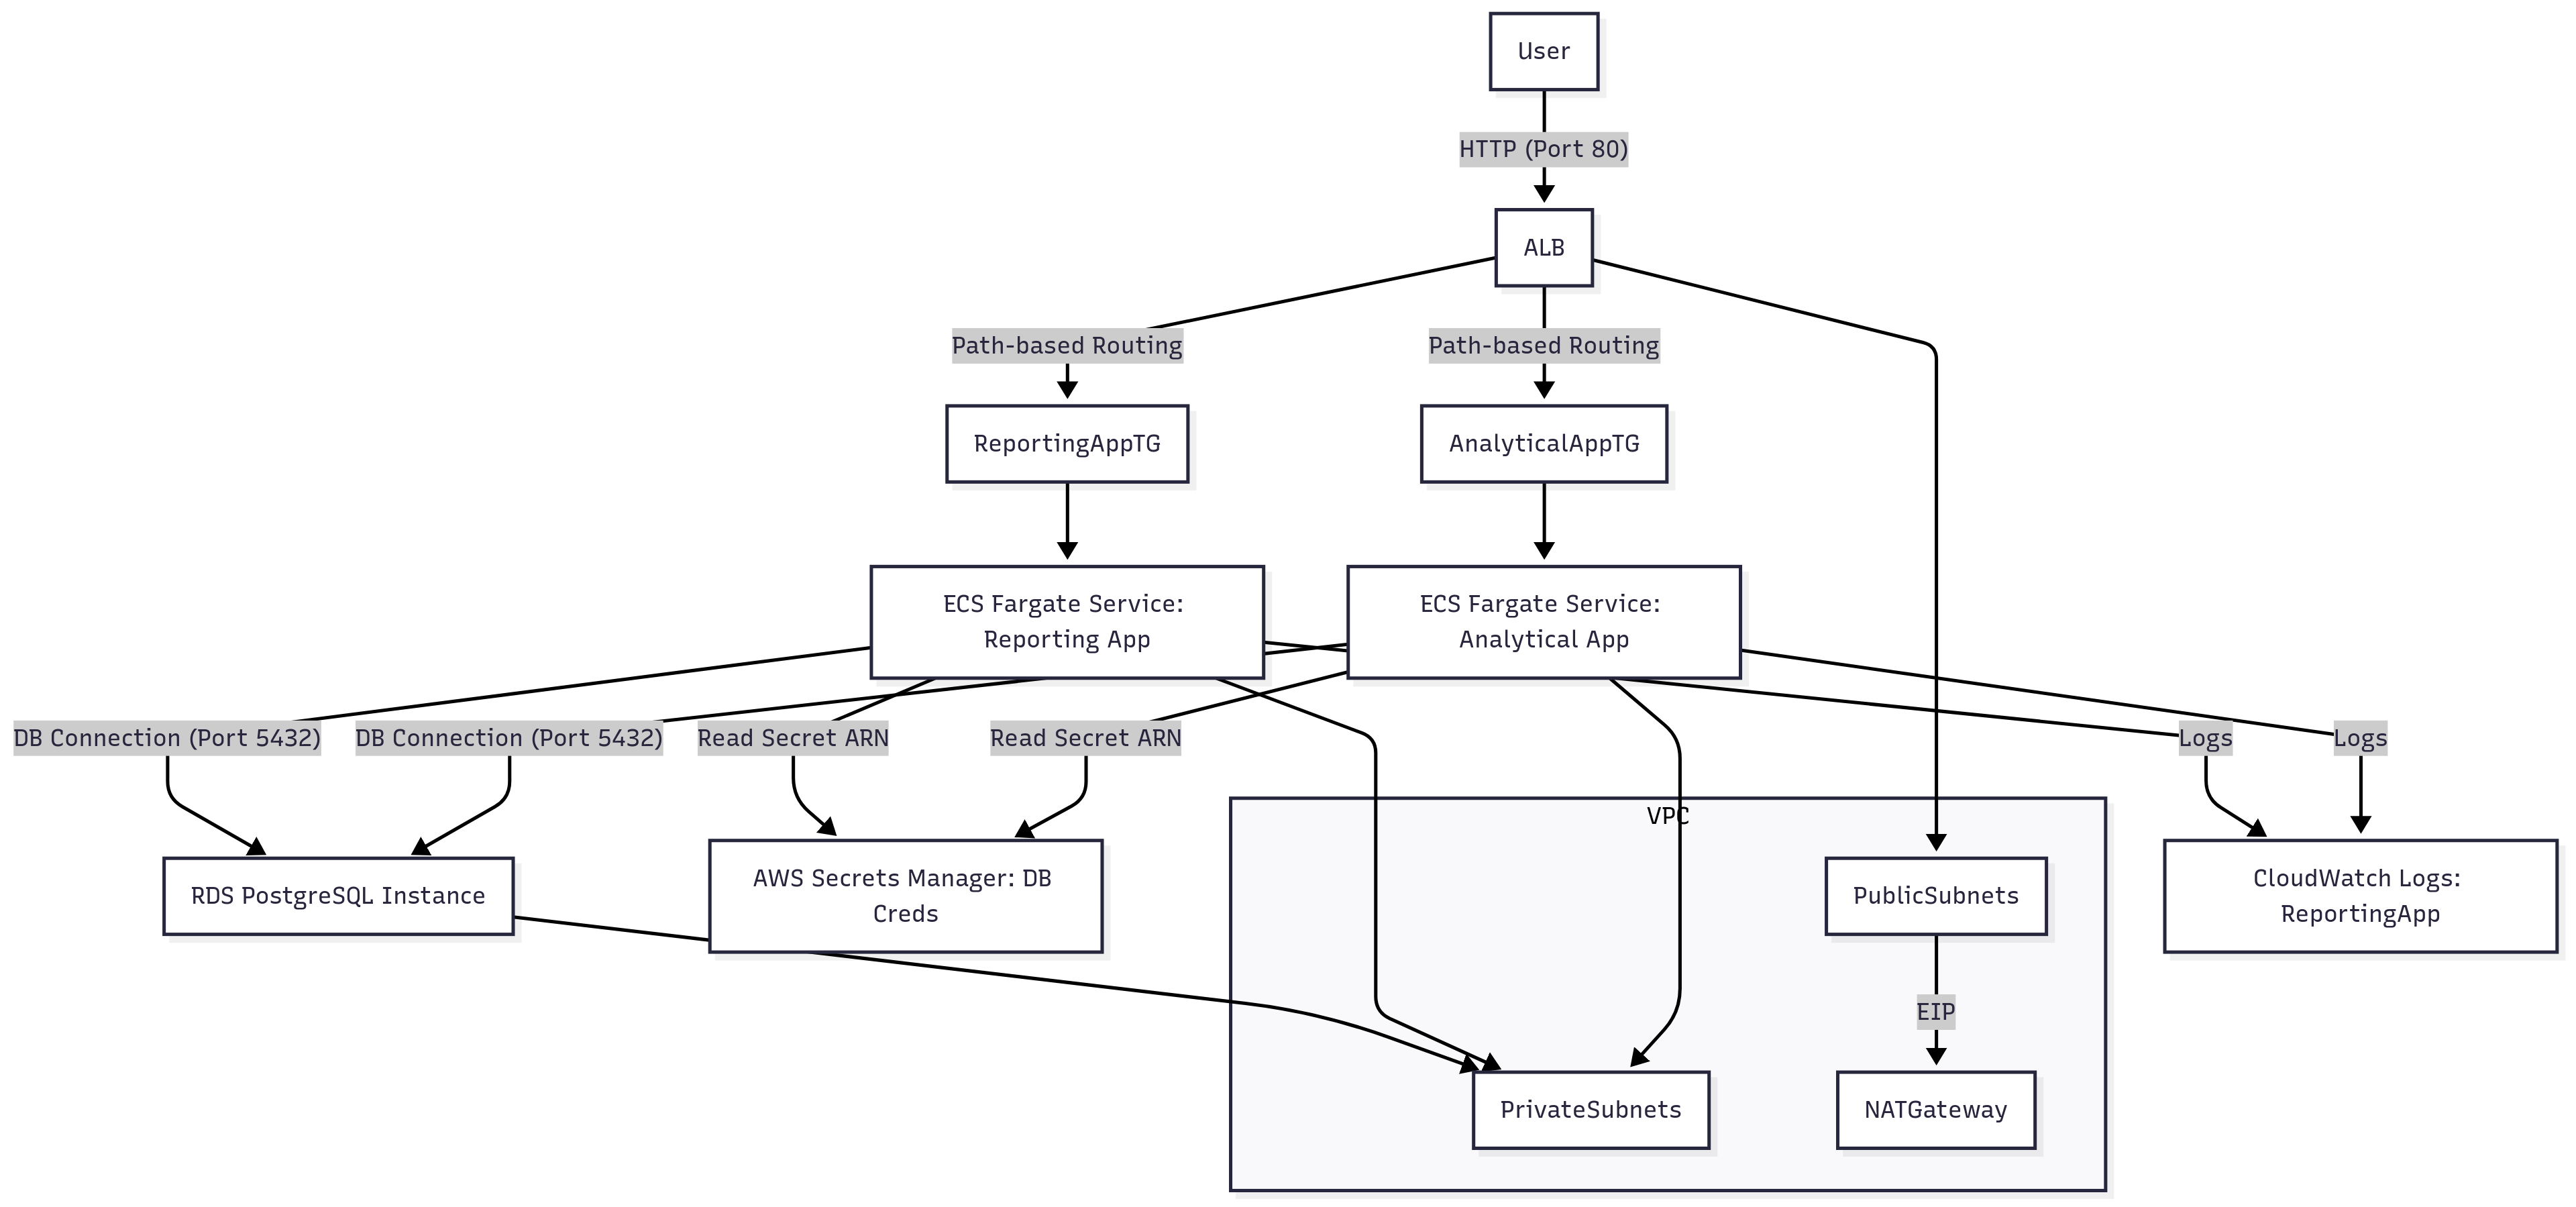 User
HTTP (Port 80)
ALB
Path-based Routing
Path-based Routing
ReportingAppTG
AnalyticalAppTG
ECS Fargate Service:
Reporting App
ECS Fargate Service:
Analytical App
DB Connection (Port 5432)
DB Connection (Port 5432)
Read Secret ARN
Read Secret ARN
Logs
Logs
VPC
RDS PostgreSQL Instance
AWS Secrets Manager: DB
Creds
PublicSubnets
CloudWatch Logs:
ReportingApp
EIP
PrivateSubnets
NATGateway